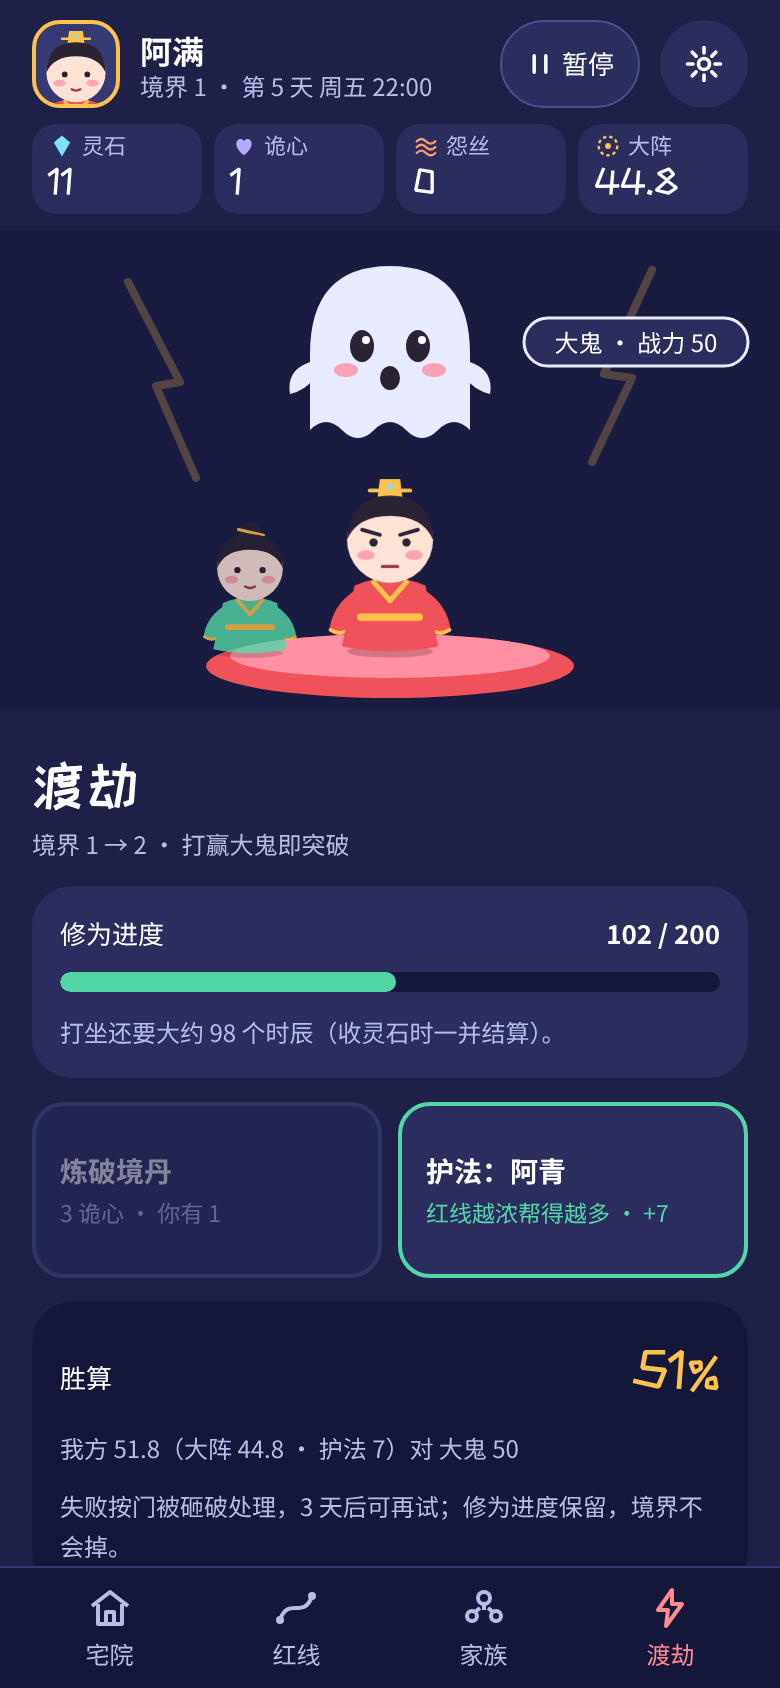 阿满
境界 1 · 第 5 天 周五 22:00
暂停
灵石
11
诡心
1
怨丝
0
大阵
44.8
大鬼 · 战力 50
渡劫
境界 1 → 2 · 打赢大鬼即突破
修为进度
102 / 200
打坐还要大约 98 个时辰（收灵石时一并结算）。
炼破境丹
3 诡心 · 你有 1
护法：阿青
红线越浓帮得越多 · +7
胜算
51%
我方 51.8（大阵 44.8 · 护法 7）对 大鬼 50
失败按门被砸破处理，3 天后可再试；修为进度保留，境界不
会掉。
宅院
红线
家族
渡劫